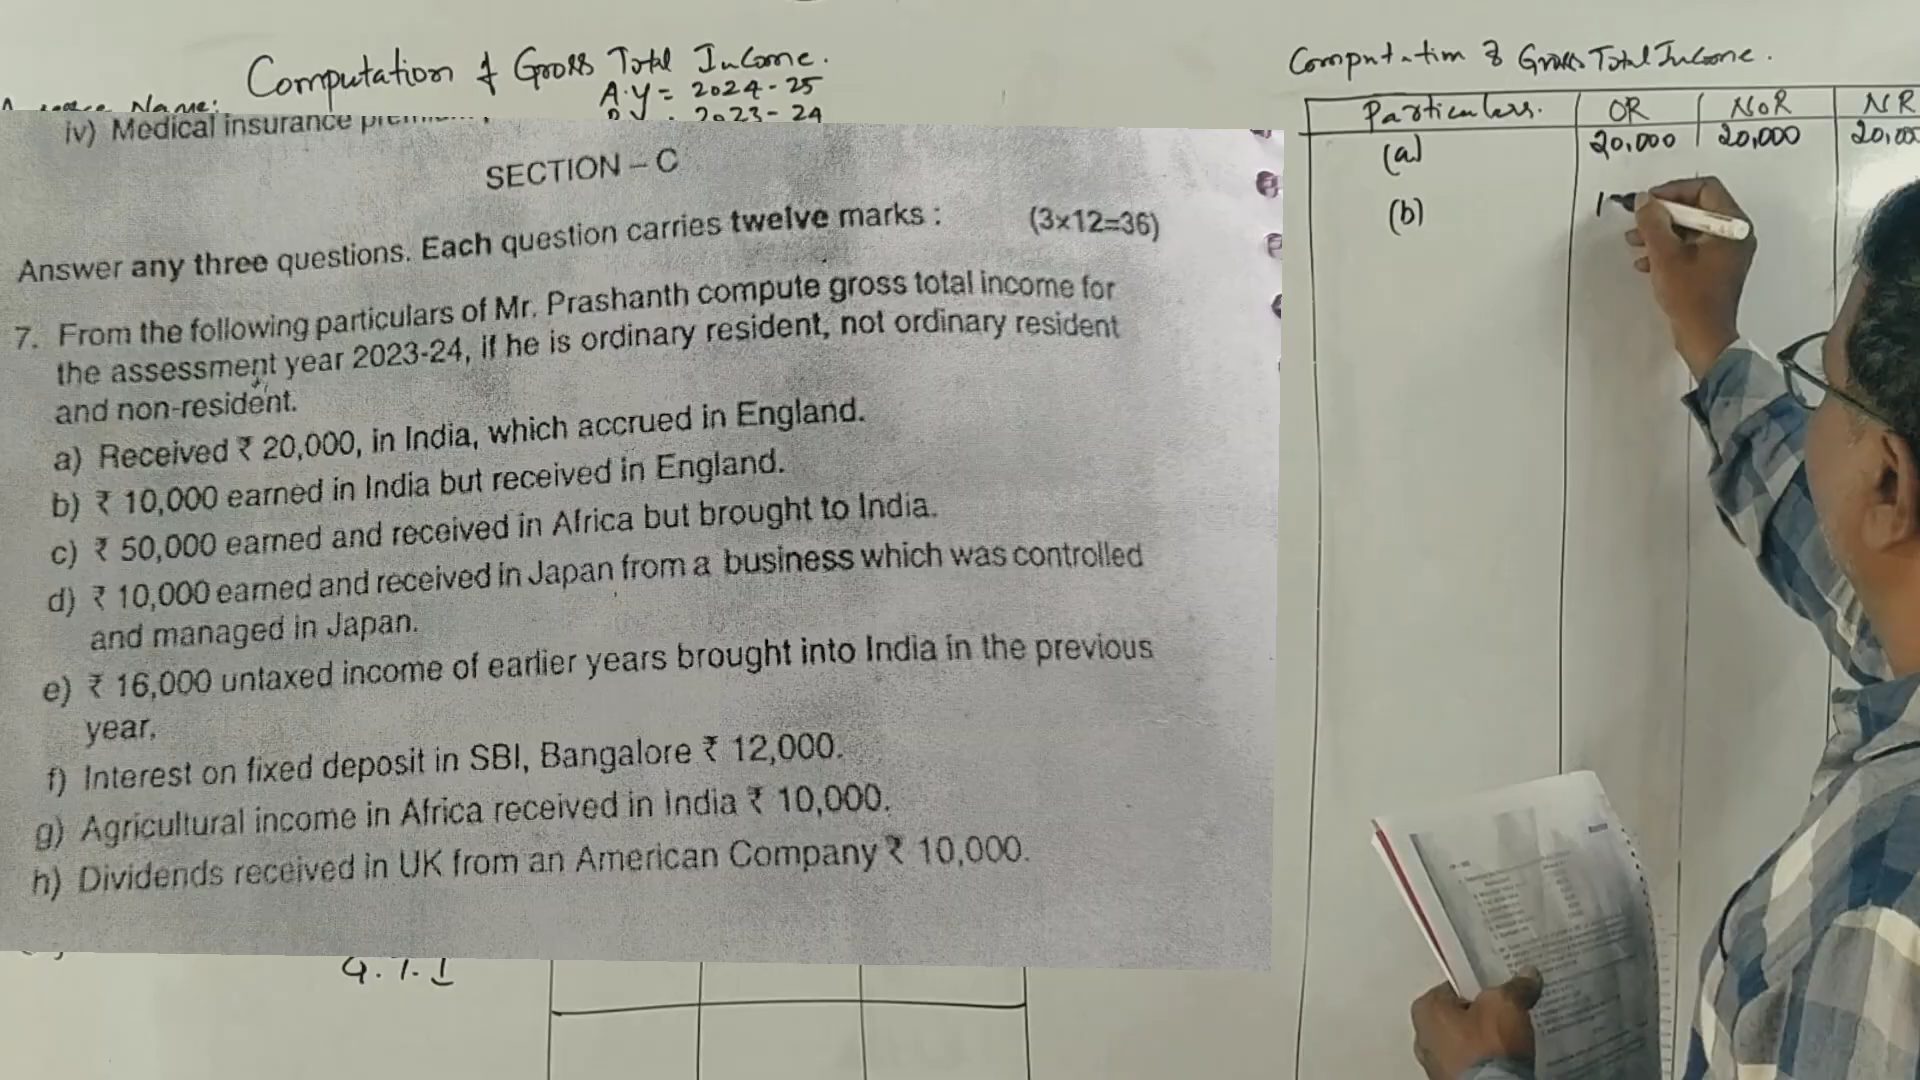 Computation of Gross Total Income.
A.Y = 2024-25
P.Y. 2023-24
Name:
iv) Medical insurance
SECTION – C
Answer any three questions. Each question carries twelve marks : (3x12=36)
7. From the following particulars of Mr. Prashanth compute gross total income for
the assessment year 2023-24, if he is ordinary resident, not ordinary resident
and non-resident.
a) Received ₹ 20,000, in India, which accrued in England.
b) ₹ 10,000 earned in India but received in England.
c) ₹ 50,000 earned and received in Africa but brought to India.
d) ₹ 10,000 earned and received in Japan from a business which was controlled
and managed in Japan.
e) ₹ 16,000 untaxed income of earlier years brought into India in the previous
year.
f) Interest on fixed deposit in SBI, Bangalore ₹ 12,000.
g) Agricultural income in Africa received in India ₹ 10,000.
h) Dividends received in UK from an American Company ₹ 10,000.
G.T.I
Computation of Gross Total Income.
Particulars. OR NOR NR
(a) 20,000 20,000 20,00
(b) 1